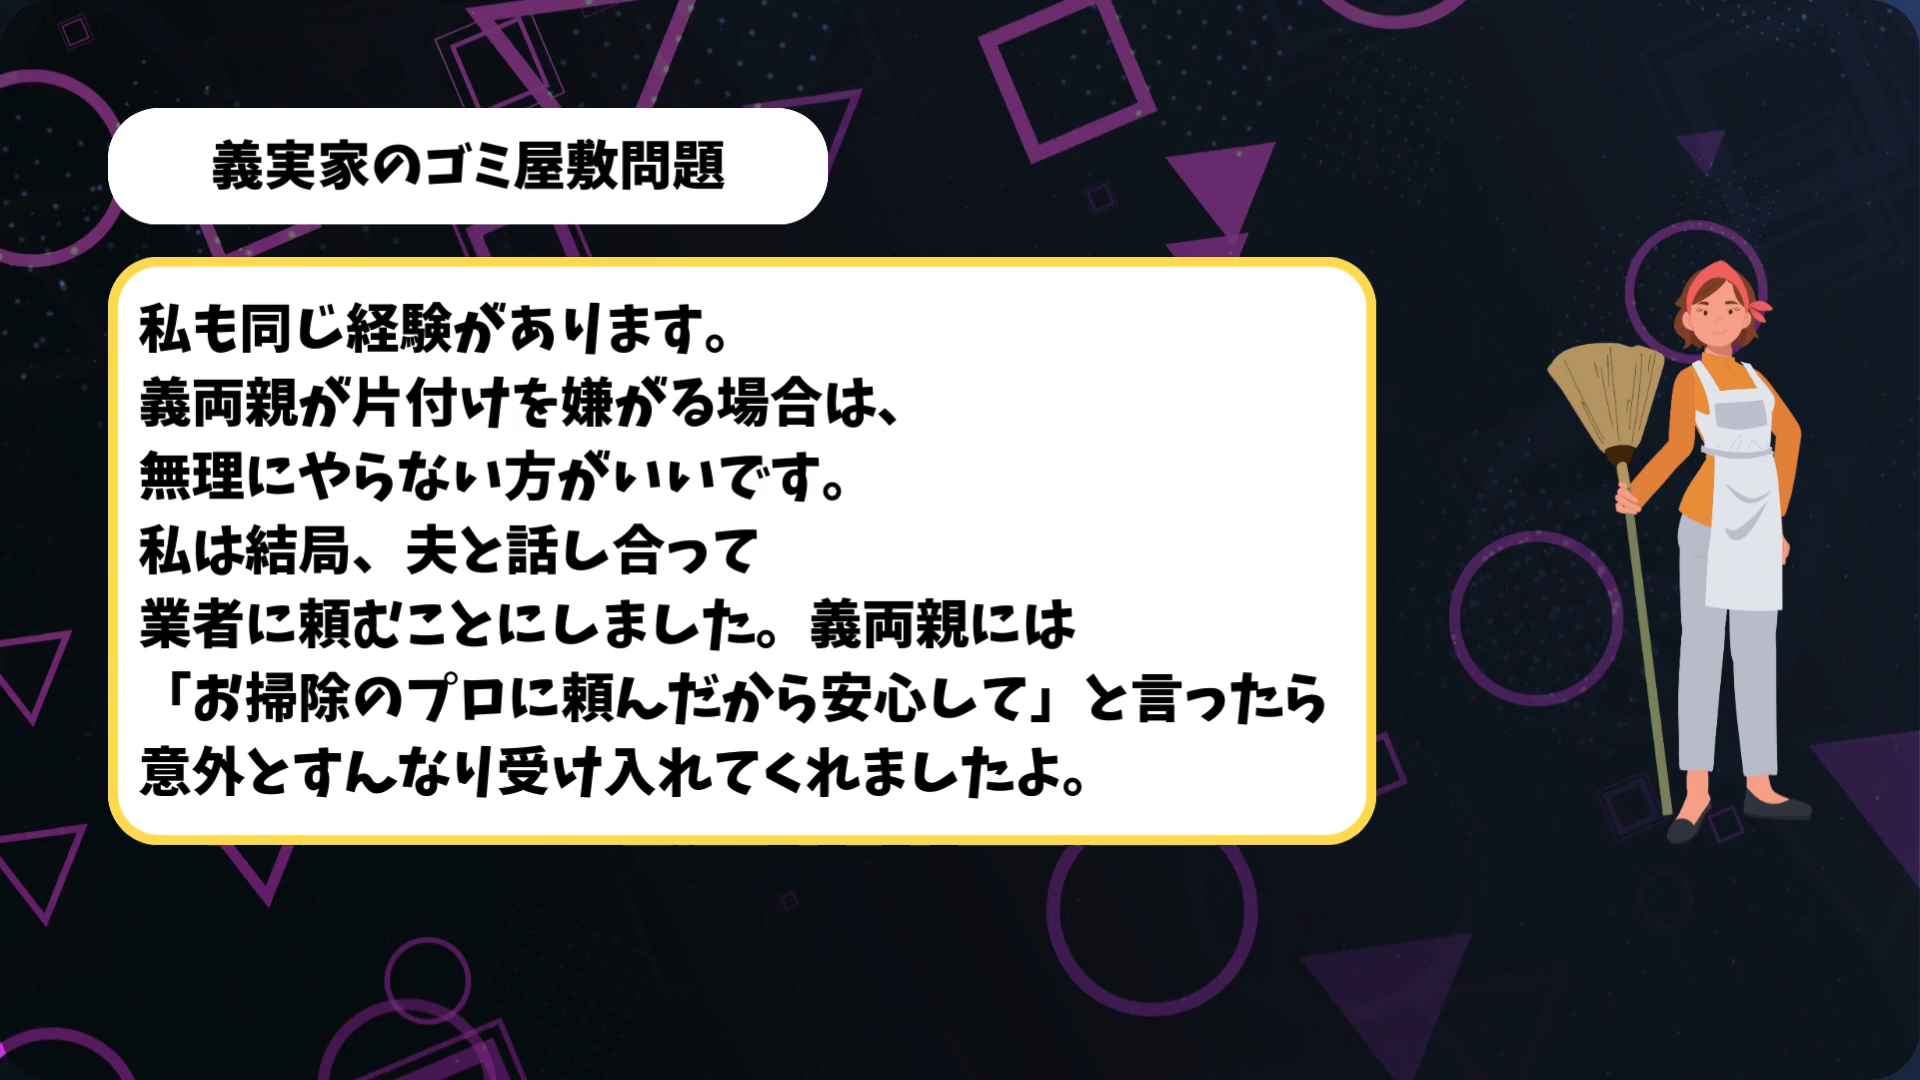 義実家のゴミ屋敷問題
私も同じ経験があります。
義両親が片付けを嫌がる場合は、
無理にやらない方がいいです。
私は結局、夫と話し合って
業者に頼むことにしました。義両親には
「お掃除のプロに頼んだから安心して」と言ったら
意外とすんなり受け入れてくれましたよ。